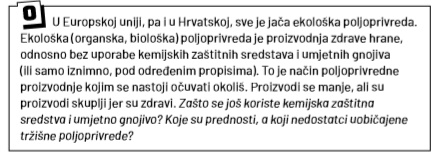 U Europskoj uniji, pa i u Hrvatskoj, sve je jača ekološka poljoprivreda.
Ekološka (organska, biološka) poljoprivreda je proizvodnja zdrave hrane,
odnosno bez uporabe kemijskih zaštitnih sredstava i umjetnih gnojiva
(ili samo iznimno, pod određenim propisima). To je način poljoprivredne
proizvodnje kojim se nastoji očuvati okoliš. Proizvodi se manje, ali su
proizvodi skuplji jer su zdravi. Zašto se još koriste kemijska zaštitna
sredstva i umjetno gnojivo? Koje su prednosti, a koji nedostatci uobičajene
tržišne poljoprivrede?